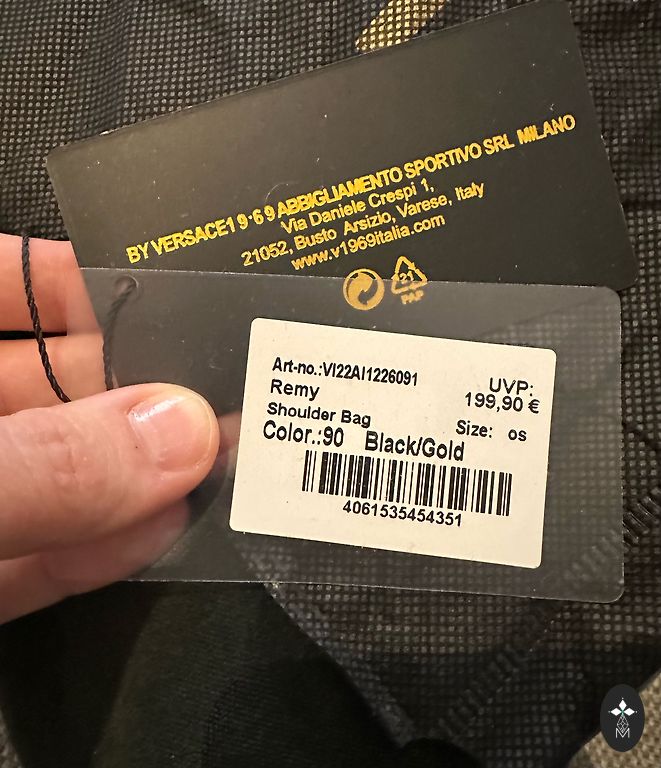 BY VERSACE1 9·6 9 ABBIGLIAMENTO SPORTIVO SRL MILANO
Via Daniele Crespi 1,
21052, Busto Arsizio, Varese, Italy
www.v1969italia.com
21
PAP
Art-no.:VI22AI1226091
Remy
UVP:
199,90 €
Shoulder Bag
Size: os
Color.:90 Black/Gold
4061535454351
M